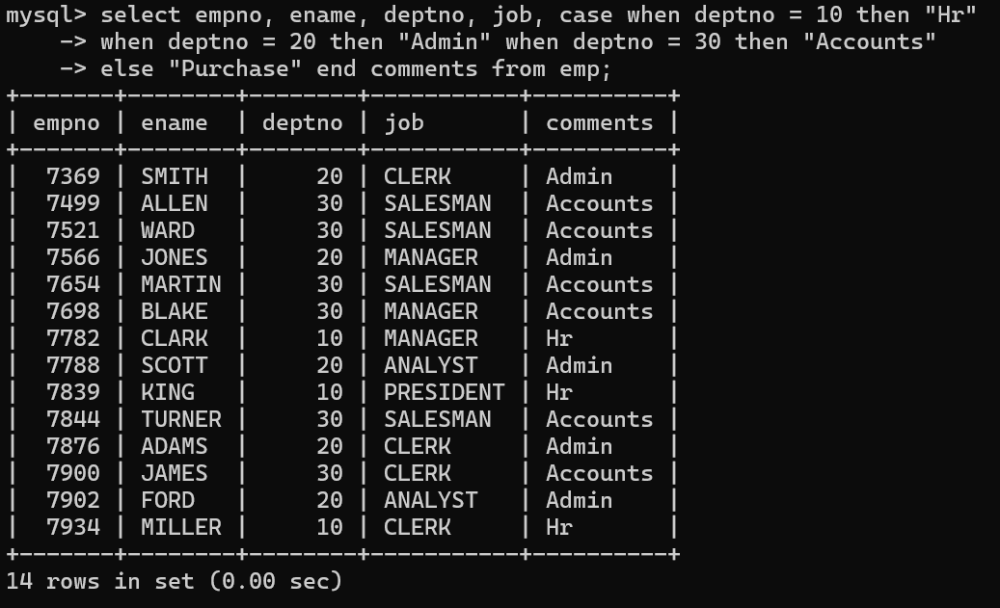 mysql> select empno, ename, deptno, job, case when deptno = 10 then "Hr"
    -> when deptno = 20 then "Admin" when deptno = 30 then "Accounts"
    -> else "Purchase" end comments from emp;
+-------+--------+--------+-----------+----------+
| empno | ename  | deptno | job       | comments |
+-------+--------+--------+-----------+----------+
|  7369 | SMITH  |     20 | CLERK     | Admin    |
|  7499 | ALLEN  |     30 | SALESMAN  | Accounts |
|  7521 | WARD   |     30 | SALESMAN  | Accounts |
|  7566 | JONES  |     20 | MANAGER   | Admin    |
|  7654 | MARTIN |     30 | SALESMAN  | Accounts |
|  7698 | BLAKE  |     30 | MANAGER   | Accounts |
|  7782 | CLARK  |     10 | MANAGER   | Hr       |
|  7788 | SCOTT  |     20 | ANALYST   | Admin    |
|  7839 | KING   |     10 | PRESIDENT | Hr       |
|  7844 | TURNER |     30 | SALESMAN  | Accounts |
|  7876 | ADAMS  |     20 | CLERK     | Admin    |
|  7900 | JAMES  |     30 | CLERK     | Accounts |
|  7902 | FORD   |     20 | ANALYST   | Admin    |
|  7934 | MILLER |     10 | CLERK     | Hr       |
+-------+--------+--------+-----------+----------+
14 rows in set (0.00 sec)